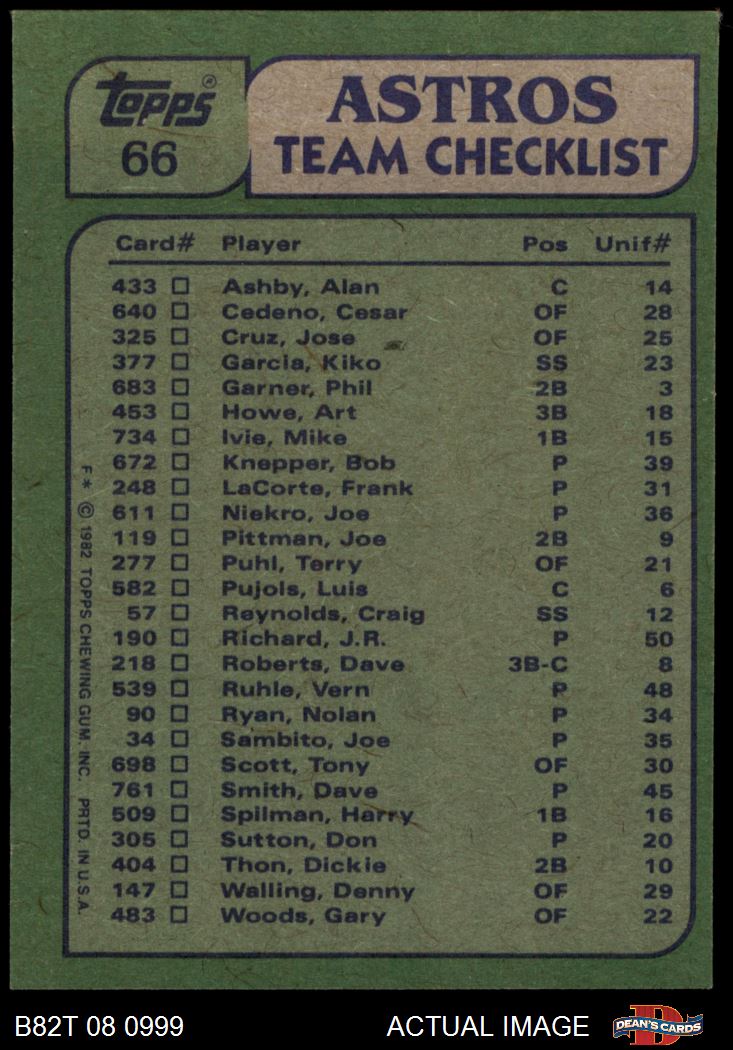 topps®
66
ASTROS
TEAM CHECKLIST
Card# Player Pos Unif#
433 □ Ashby, Alan C 14
640 □ Cedeno, Cesar OF 28
325 □ Cruz, Jose OF 25
377 □ Garcia, Kiko SS 23
683 □ Garner, Phil 2B 3
453 □ Howe, Art 3B 18
734 □ Ivie, Mike 1B 15
672 □ Knepper, Bob P 39
248 □ LaCorte, Frank P 31
611 □ Niekro, Joe P 36
119 □ Pittman, Joe 2B 9
277 □ Puhl, Terry OF 21
582 □ Pujols, Luis C 6
57 □ Reynolds, Craig SS 12
190 □ Richard, J.R. P 50
218 □ Roberts, Dave 3B-C 8
539 □ Ruhle, Vern P 48
90 □ Ryan, Nolan P 34
34 □ Sambito, Joe P 35
698 □ Scott, Tony OF 30
761 □ Smith, Dave P 45
509 □ Spilman, Harry 1B 16
305 □ Sutton, Don P 20
404 □ Thon, Dickie 2B 10
147 □ Walling, Denny OF 29
483 □ Woods, Gary OF 22
F* © 1982 TOPPS CHEWING GUM, INC. PRTD. IN U.S.A.
B82T 08 0999 ACTUAL IMAGE
D
DEAN'S CARDS